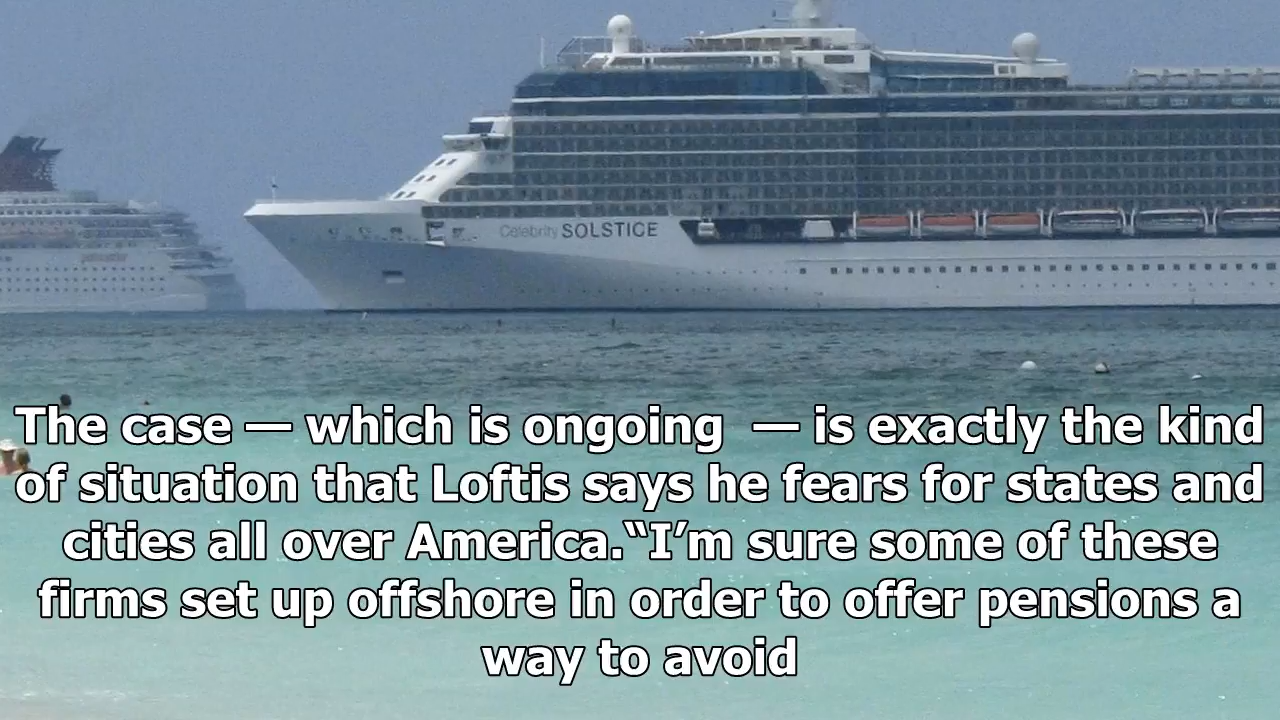 Celebrity SOLSTICE
The case — which is ongoing  — is exactly the kind
of situation that Loftis says he fears for states and
cities all over America.“I’m sure some of these
firms set up offshore in order to offer pensions a
way to avoid